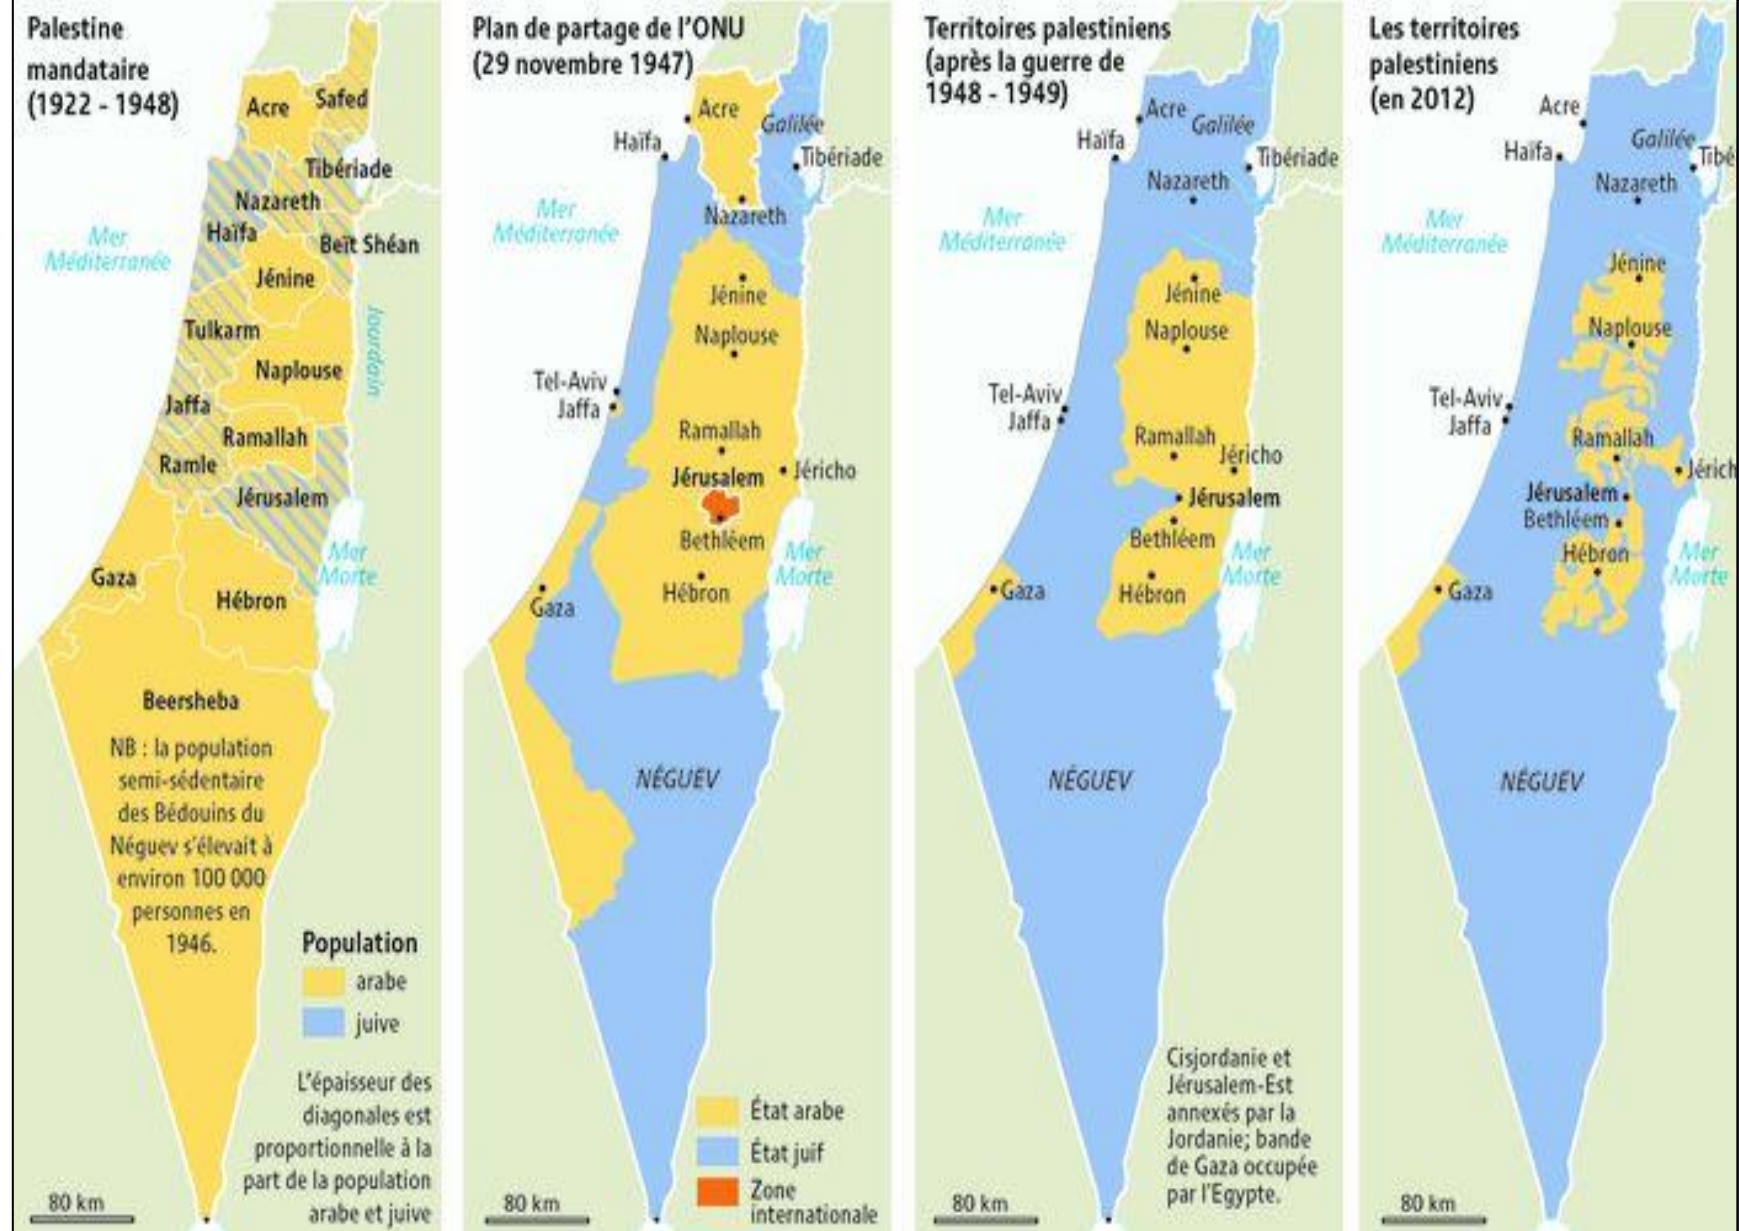 Palestine
mandataire
(1922 - 1948)
Acre
Safed
Tibériade
Nazareth
Haïfa
Beït Shéan
Mer
Méditerranée
Jénine
Jourdain
Tulkarm
Naplouse
Jaffa
Ramallah
Ramle
Jérusalem
Mer
Morte
Gaza
Hébron
Beersheba
NB : la population
semi-sédentaire
des Bédouins du
Néguev s'élevait à
environ 100 000
personnes en
1946.
Population
arabe
juive
L'épaisseur des
diagonales est
proportionnelle à la
part de la population
arabe et juive
80 km
Plan de partage de l'ONU
(29 novembre 1947)
Acre
Galilée
Haïfa
Tibériade
Nazareth
Mer
Méditerranée
Jénine
Naplouse
Tel-Aviv
Jaffa
Ramallah
Jéricho
Jérusalem
Bethléem
Mer
Morte
Hébron
Gaza
NÉGUEV
État arabe
État juif
Zone
internationale
80 km
Territoires palestiniens
(après la guerre de
1948 - 1949)
Acre
Galilée
Haïfa
Tibériade
Nazareth
Mer
Méditerranée
Jénine
Naplouse
Tel-Aviv
Jaffa
Ramallah
Jéricho
Jérusalem
Bethléem
Mer
Morte
Gaza
Hébron
NÉGUEV
Cisjordanie et
Jérusalem-Est
annexés par la
Jordanie; bande
de Gaza occupée
par l'Egypte.
80 km
Les territoires
palestiniens
(en 2012)
Acre
Galilée
Haïfa
Tibé
Nazareth
Mer
Méditerranée
Jénine
Naplouse
Tel-Aviv
Jaffa
Ramallah
Jérich
Jérusalem
Bethléem
Hébron
Mer
Morte
Gaza
NÉGUEV
80 km